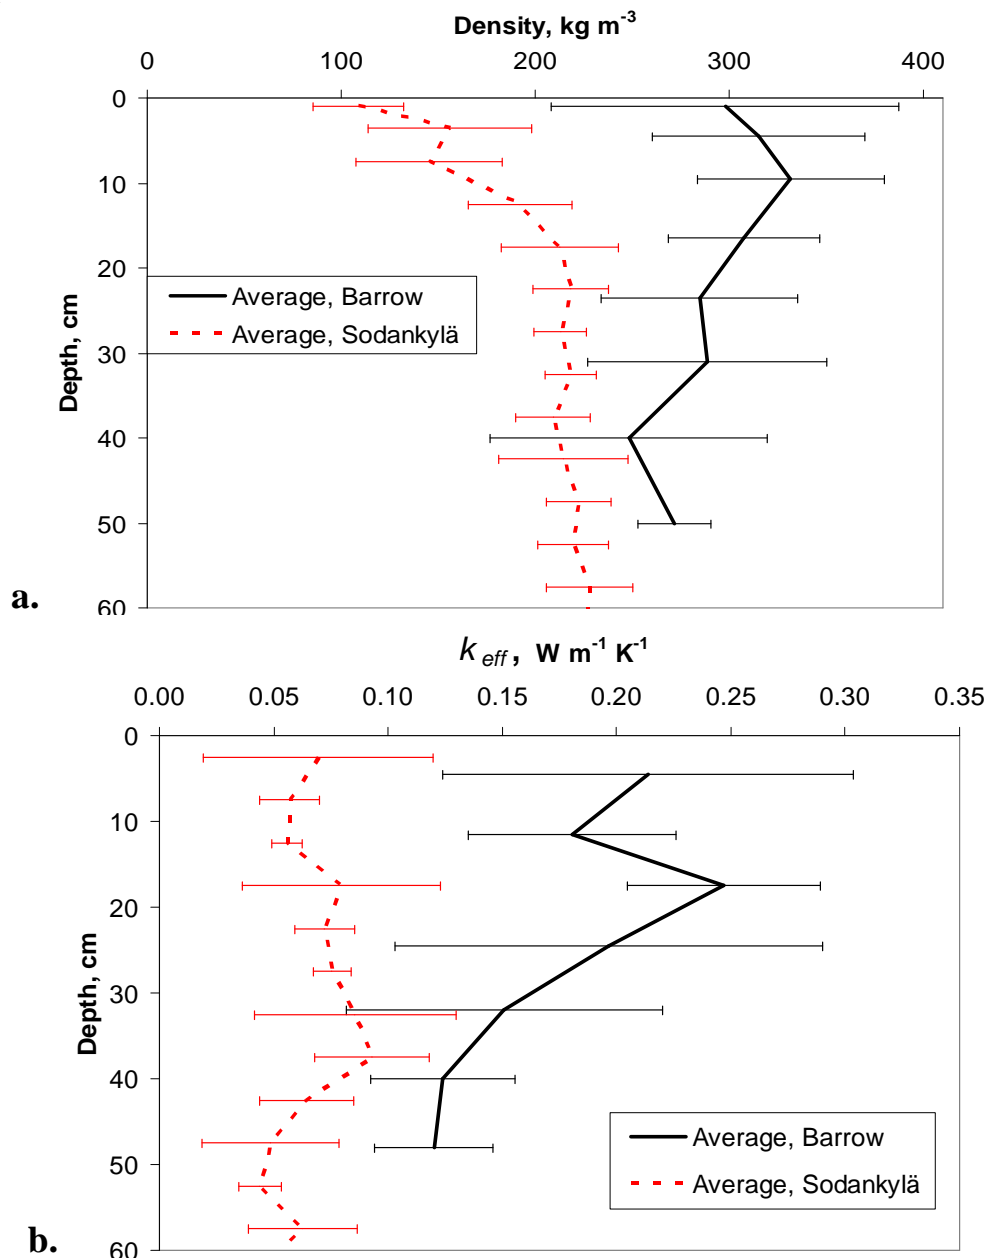 Density, kg m⁻³
0 100 200 300 400
0
10
20
30
40
50
60
Depth, cm
Average, Barrow
Average, Sodankylä
a.
k eff, W m⁻¹ K⁻¹
0.00 0.05 0.10 0.15 0.20 0.25 0.30 0.35
0
10
20
30
40
50
60
Depth, cm
Average, Barrow
Average, Sodankylä
b.